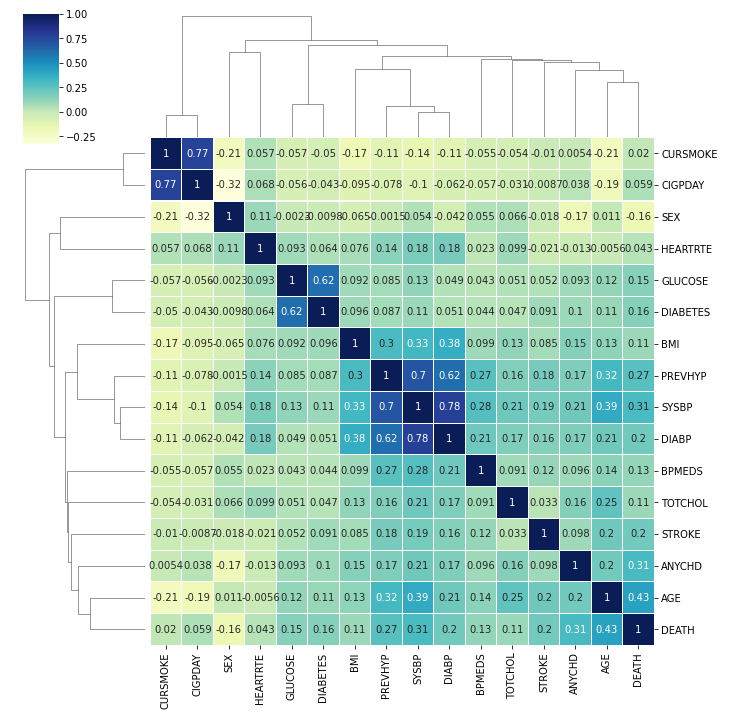 1.00
0.75
0.50
0.25
0.00
−0.25
1 0.77 -0.21 0.057 -0.057 -0.05 -0.17 -0.11 -0.14 -0.11 -0.055 -0.054 -0.01 0.0054 -0.21 0.02 CURSMOKE
0.77 1 -0.32 0.068 -0.056 -0.043 -0.095 -0.078 -0.1 -0.062 -0.057 -0.031 -0.0087 0.038 -0.19 0.059 CIGPDAY
-0.21 -0.32 1 0.11 -0.0023 -0.0098 -0.065 -0.0015 0.054 -0.042 0.055 0.066 -0.018 -0.17 0.011 -0.16 SEX
0.057 0.068 0.11 1 0.093 0.064 0.076 0.14 0.18 0.18 0.023 0.099 -0.021 -0.013 -0.0056 0.043 HEARTRTE
-0.057 -0.056 -0.0023 0.093 1 0.62 0.092 0.085 0.13 0.049 0.043 0.051 0.052 0.093 0.12 0.15 GLUCOSE
-0.05 -0.043 -0.0098 0.064 0.62 1 0.096 0.087 0.11 0.051 0.044 0.047 0.091 0.1 0.11 0.16 DIABETES
-0.17 -0.095 -0.065 0.076 0.092 0.096 1 0.3 0.33 0.38 0.099 0.13 0.085 0.15 0.13 0.11 BMI
-0.11 -0.078 -0.0015 0.14 0.085 0.087 0.3 1 0.7 0.62 0.27 0.16 0.18 0.17 0.32 0.27 PREVHYP
-0.14 -0.1 0.054 0.18 0.13 0.11 0.33 0.7 1 0.78 0.28 0.21 0.19 0.21 0.39 0.31 SYSBP
-0.11 -0.062 -0.042 0.18 0.049 0.051 0.38 0.62 0.78 1 0.21 0.17 0.16 0.17 0.21 0.2 DIABP
-0.055 -0.057 0.055 0.023 0.043 0.044 0.099 0.27 0.28 0.21 1 0.091 0.12 0.096 0.14 0.13 BPMEDS
-0.054 -0.031 0.066 0.099 0.051 0.047 0.13 0.16 0.21 0.17 0.091 1 0.033 0.16 0.25 0.11 TOTCHOL
-0.01 -0.0087 -0.018 -0.021 0.052 0.091 0.085 0.18 0.19 0.16 0.12 0.033 1 0.098 0.2 0.2 STROKE
0.0054 0.038 -0.17 -0.013 0.093 0.1 0.15 0.17 0.21 0.17 0.096 0.16 0.098 1 0.2 0.31 ANYCHD
-0.21 -0.19 0.011 -0.0056 0.12 0.11 0.13 0.32 0.39 0.21 0.14 0.25 0.2 0.2 1 0.43 AGE
0.02 0.059 -0.16 0.043 0.15 0.16 0.11 0.27 0.31 0.2 0.13 0.11 0.2 0.31 0.43 1 DEATH
CURSMOKE CIGPDAY SEX HEARTRTE GLUCOSE DIABETES BMI PREVHYP SYSBP DIABP BPMEDS TOTCHOL STROKE ANYCHD AGE DEATH